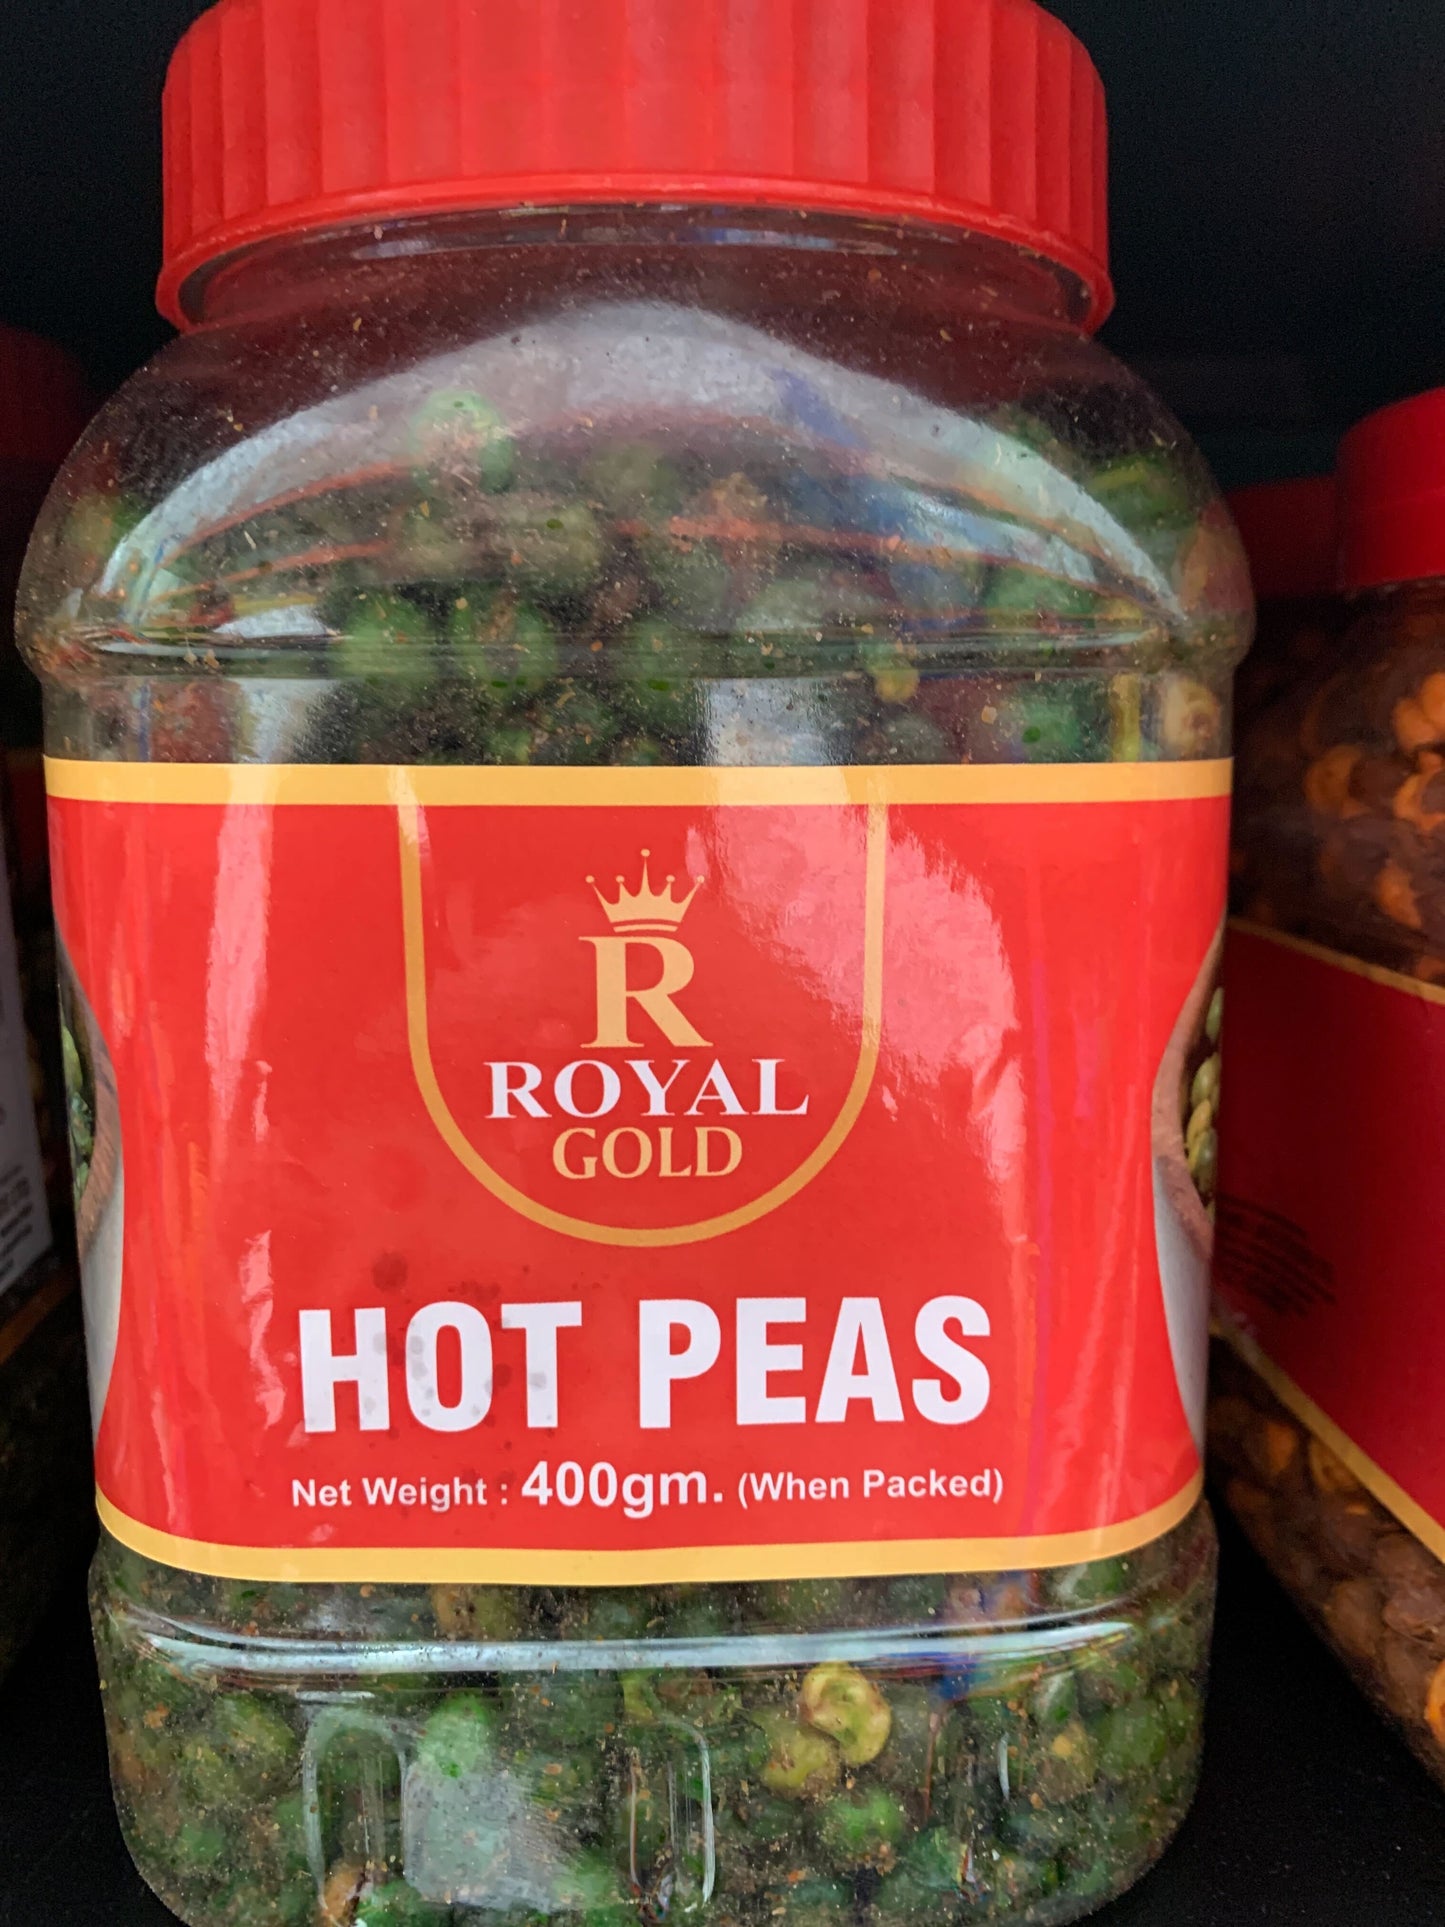 R
ROYAL
GOLD
HOT PEAS
Net Weight : 400gm. (When Packed)